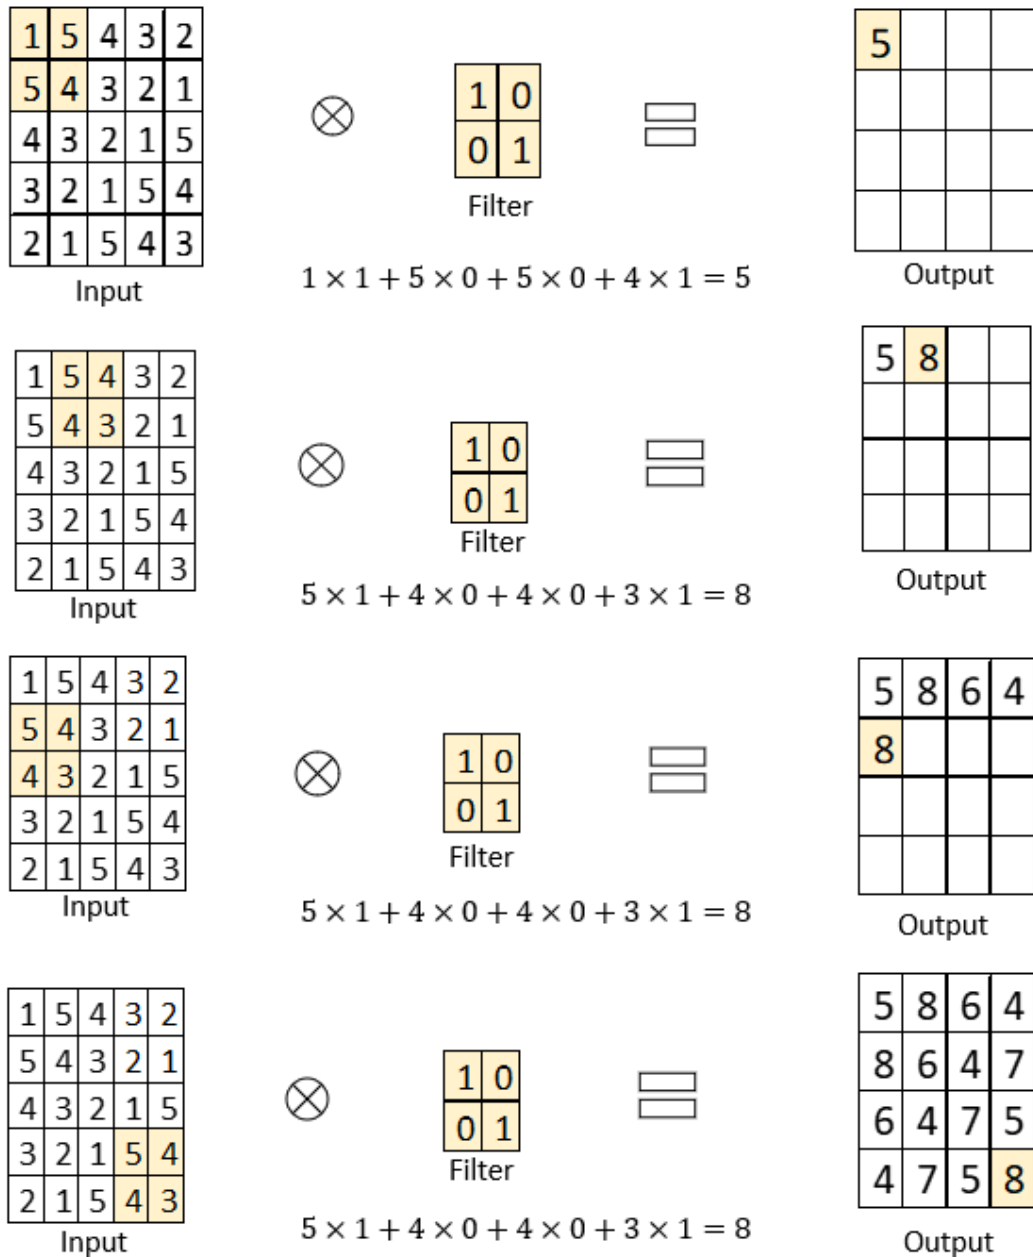 1 5 4 3 2
5 4 3 2 1
4 3 2 1 5
3 2 1 5 4
2 1 5 4 3
Input
1 0
0 1
Filter
1 × 1 + 5 × 0 + 5 × 0 + 4 × 1 = 5
5
Output
1 5 4 3 2
5 4 3 2 1
4 3 2 1 5
3 2 1 5 4
2 1 5 4 3
Input
1 0
0 1
Filter
5 × 1 + 4 × 0 + 4 × 0 + 3 × 1 = 8
5 8
Output
1 5 4 3 2
5 4 3 2 1
4 3 2 1 5
3 2 1 5 4
2 1 5 4 3
Input
1 0
0 1
Filter
5 × 1 + 4 × 0 + 4 × 0 + 3 × 1 = 8
5 8 6 4
8
Output
1 5 4 3 2
5 4 3 2 1
4 3 2 1 5
3 2 1 5 4
2 1 5 4 3
Input
1 0
0 1
Filter
5 × 1 + 4 × 0 + 4 × 0 + 3 × 1 = 8
5 8 6 4
8 6 4 7
6 4 7 5
4 7 5 8
Output